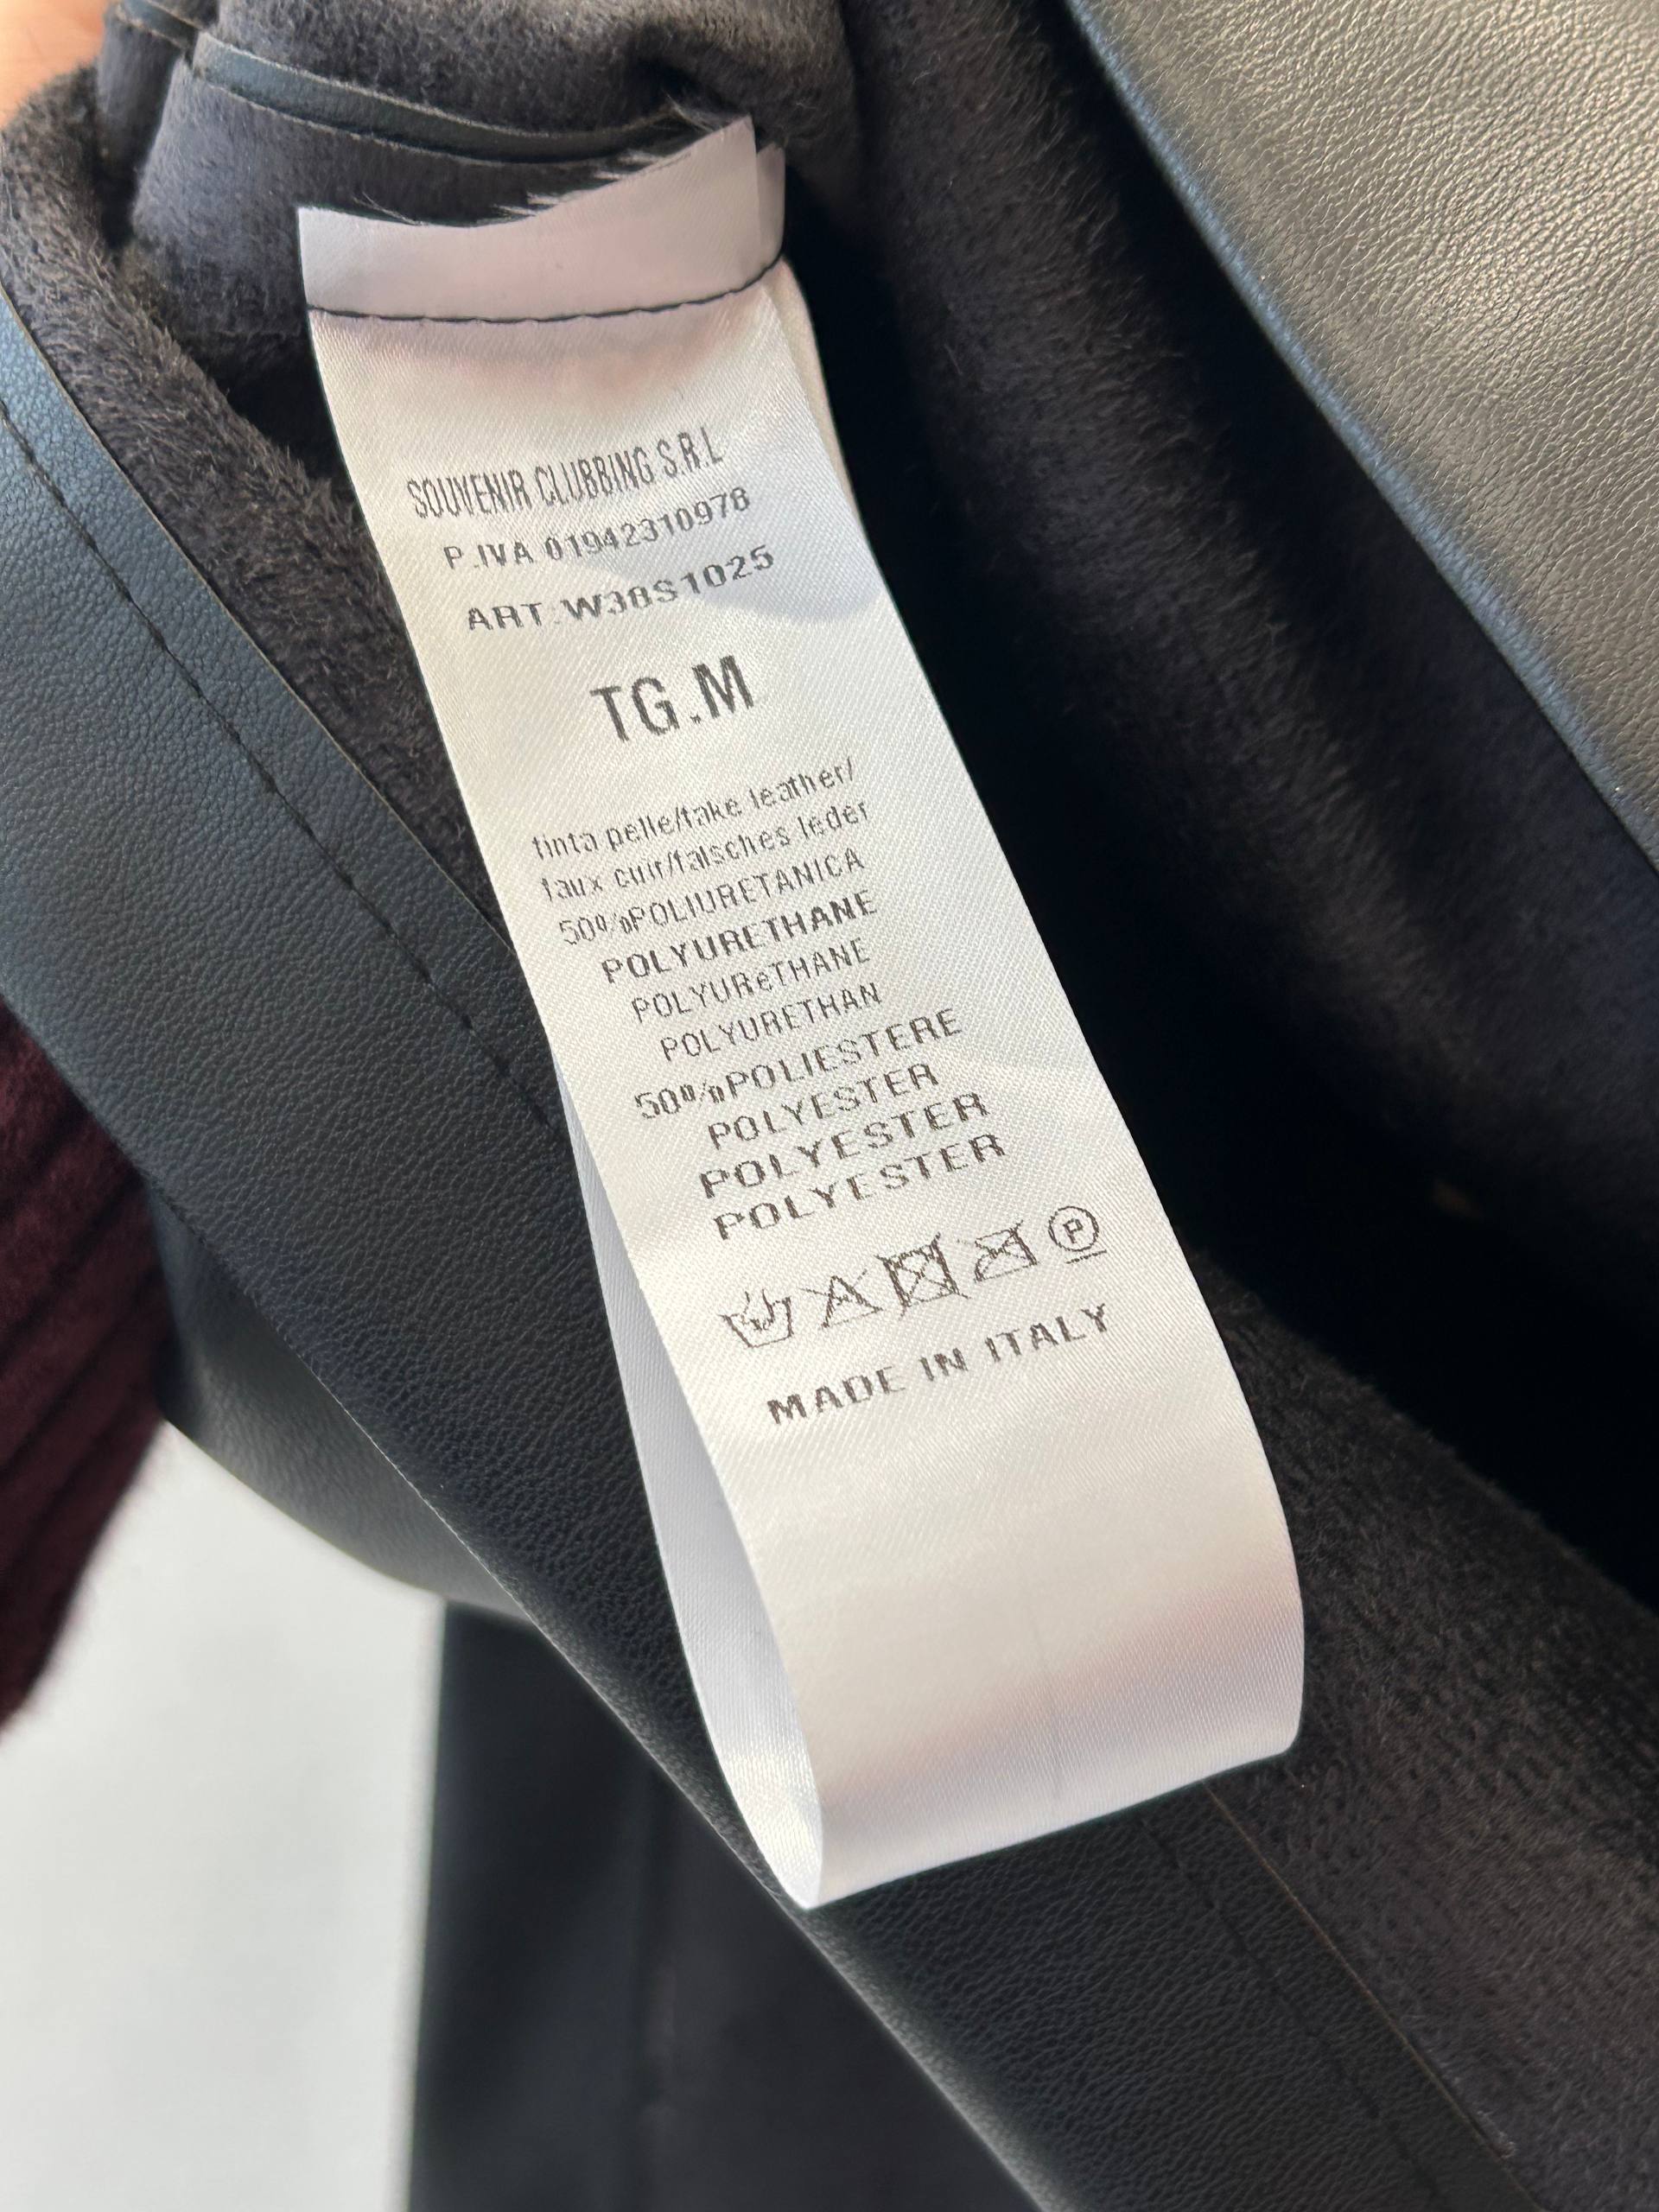 SOUVENIR CLUBBING S.R.L
P.IVA 01942310978
ART:W38S1025
TG.M
finta pelle/fake leather/
faux cuir/falsches leder
50%POLIURETANICA
POLYURETHANE
POLYUReTHANE
POLYURETHAN
50%POLIESTERE
POLYESTER
POLYESTER
POLYESTER
P
MADE IN ITALY